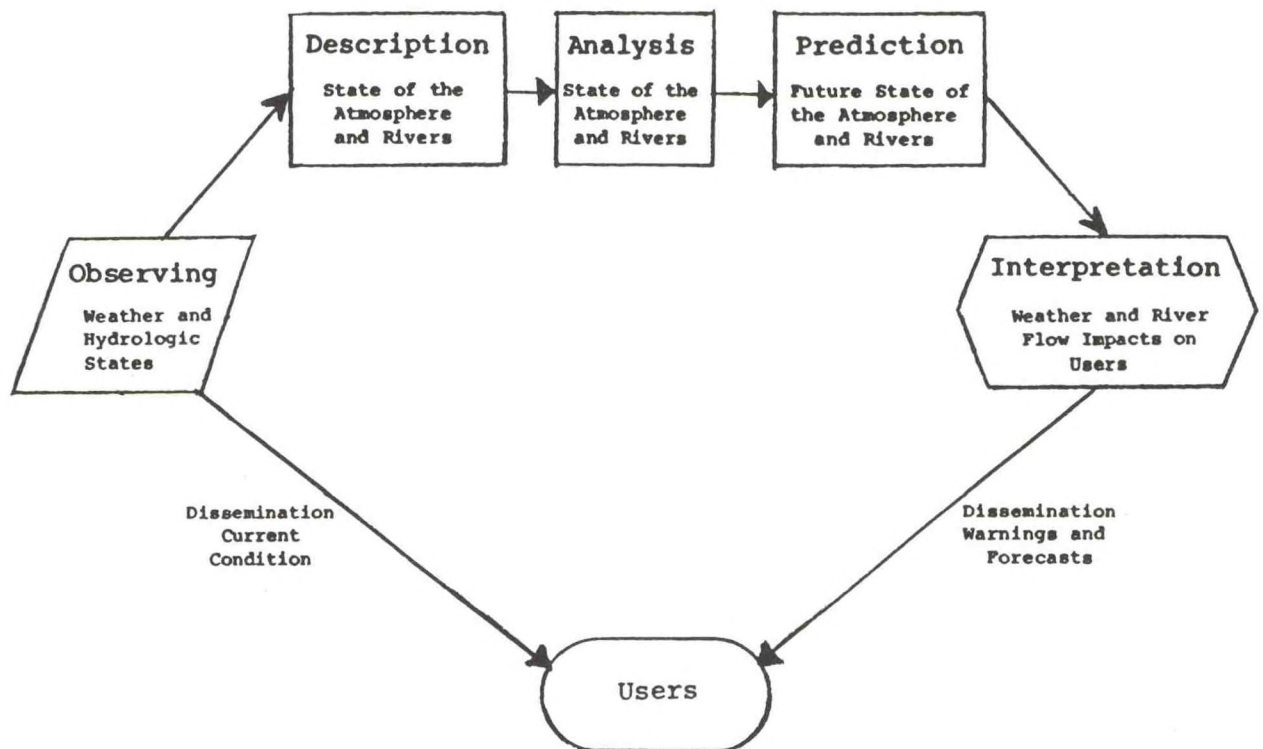 Description
State of the
Atmosphere
and Rivers
Analysis
State of the
Atmosphere
and Rivers
Prediction
Future State of
the Atmosphere
and Rivers
Observing
Weather and
Hydrologic
States
Interpretation
Weather and River
Flow Impacts on
Users
Dissemination
Current
Condition
Dissemination
Warnings and
Forecasts
Users